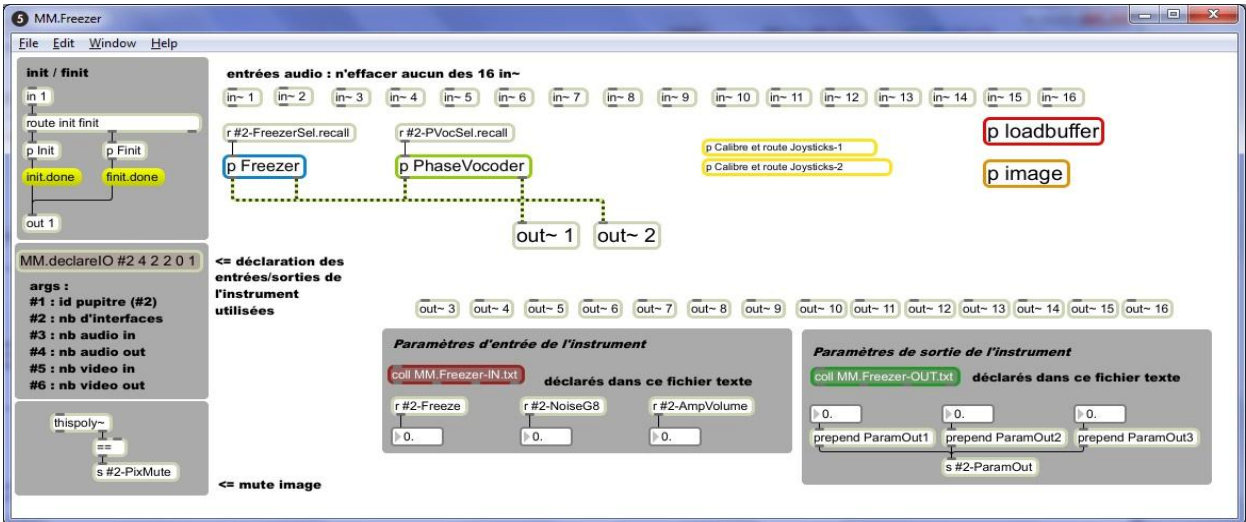 MM.Freezer
File Edit Window Help
init / finit
in 1
route init finit
p Init
p Finit
init.done
finit.done
out 1
entrées audio : n'effacer aucun des 16 in~
in~ 1 in~ 2 in~ 3 in~ 4 in~ 5 in~ 6 in~ 7 in~ 8 in~ 9 in~ 10 in~ 11 in~ 12 in~ 13 in~ 14 in~ 15 in~ 16
r #2-FreezerSel.recall
r #2-PVocSel.recall
p Freezer
p PhaseVocoder
p Calibre et route Joysticks-1
p Calibre et route Joysticks-2
p loadbuffer
p image
out~ 1
out~ 2
MM.declareIO #2 4 2 2 0 1
args :
#1 : id pupitre (#2)
#2 : nb d'interfaces
#3 : nb audio in
#4 : nb audio out
#5 : nb video in
#6 : nb video out
<= déclaration des
entrées/sorties de
l'instrument
utilisées
out~ 3 out~ 4 out~ 5 out~ 6 out~ 7 out~ 8 out~ 9 out~ 10 out~ 11 out~ 12 out~ 13 out~ 14 out~ 15 out~ 16
Paramètres d'entrée de l'instrument
coll MM.Freezer-IN.txt
déclarés dans ce fichier texte
r #2-Freeze
r #2-NoiseG8
r #2-AmpVolume
0.
0.
0.
Paramètres de sortie de l'instrument
coll MM.Freezer-OUT.txt
déclarés dans ce fichier texte
0.
0.
0.
prepend ParamOut1
prepend ParamOut2
prepend ParamOut3
s #2-ParamOut
thispoly~
==
s #2-PixMute
<= mute image